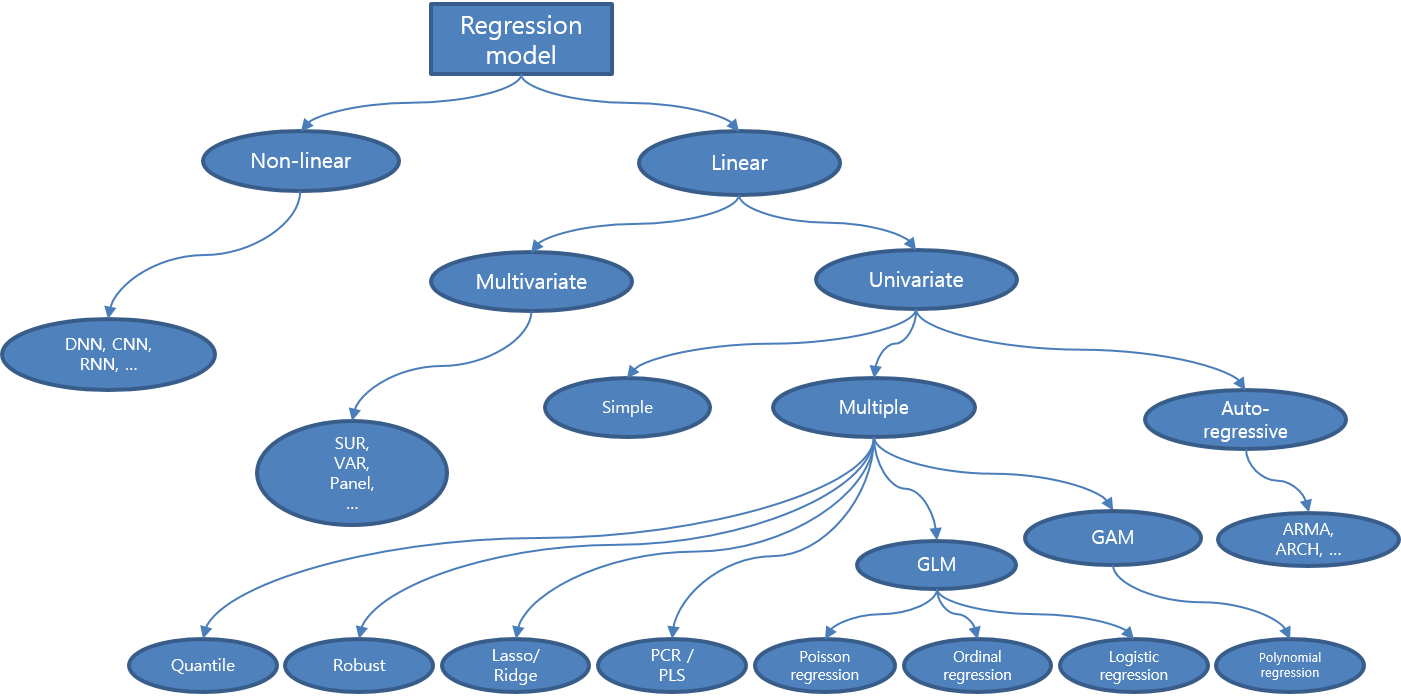 Regression
model
Non-linear
Linear
Multivariate
Univariate
DNN, CNN,
RNN, ...
Simple
Multiple
Auto-
regressive
SUR,
VAR,
Panel,
...
GLM
GAM
ARMA,
ARCH, ...
Quantile
Robust
Lasso/
Ridge
PCR /
PLS
Poisson
regression
Ordinal
regression
Logistic
regression
Polynomial
regression